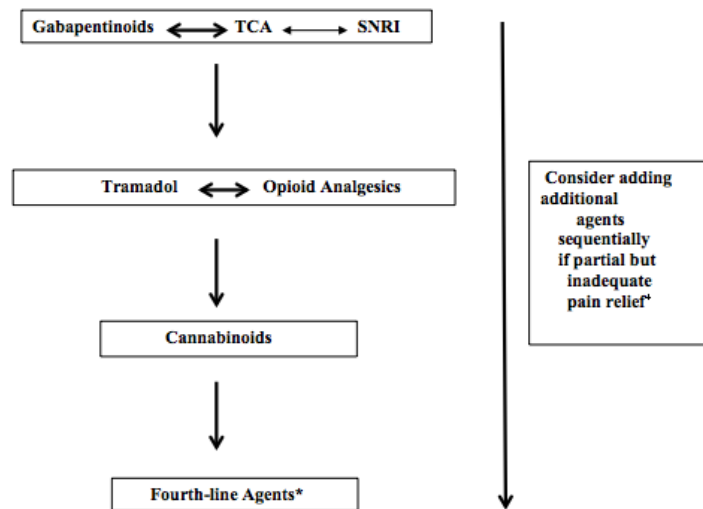 Gabapentinoids TCA SNRI
Tramadol Opioid Analgesics
Cannabinoids
Fourth-line Agents*
Consider adding
additional
agents
sequentially
if partial but
inadequate
pain relief⁺